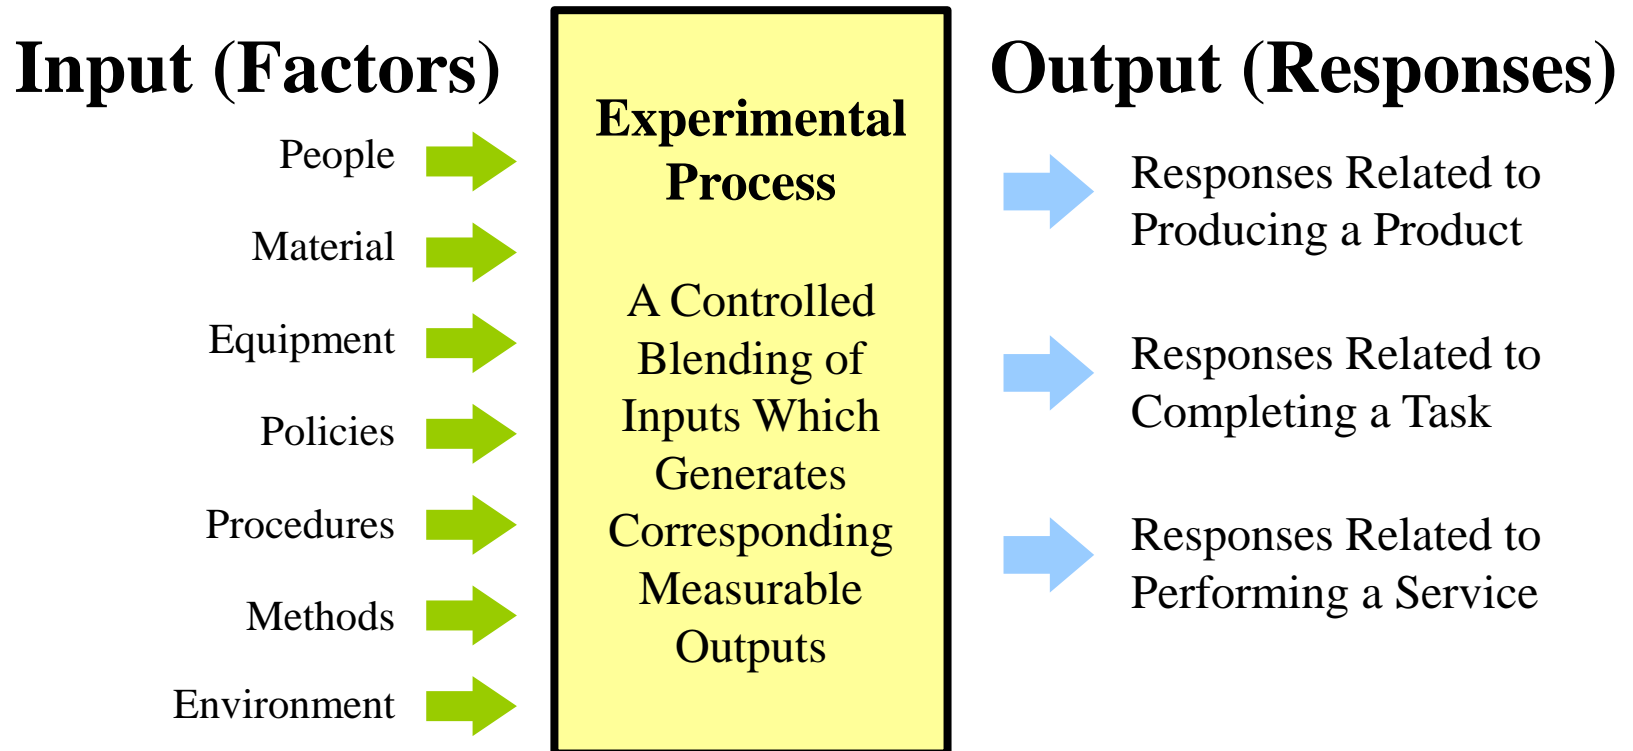 Input (Factors)
People
Material
Equipment
Policies
Procedures
Methods
Environment
Experimental
Process
A Controlled
Blending of
Inputs Which
Generates
Corresponding
Measurable
Outputs
Output (Responses)
Responses Related to
Producing a Product
Responses Related to
Completing a Task
Responses Related to
Performing a Service